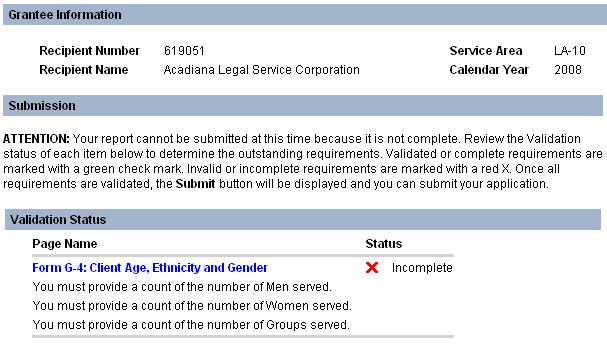 Grantee Information
Recipient Number 619051 Service Area LA-10
Recipient Name Acadiana Legal Service Corporation Calendar Year 2008
Submission
ATTENTION: Your report cannot be submitted at this time because it is not complete. Review the Validation
status of each item below to determine the outstanding requirements. Validated or complete requirements are
marked with a green check mark. Invalid or incomplete requirements are marked with a red X. Once all
requirements are validated, the Submit button will be displayed and you can submit your application.
Validation Status
Page Name Status
Form G-4: Client Age, Ethnicity and Gender Incomplete
You must provide a count of the number of Men served.
You must provide a count of the number of Women served.
You must provide a count of the number of Groups served.